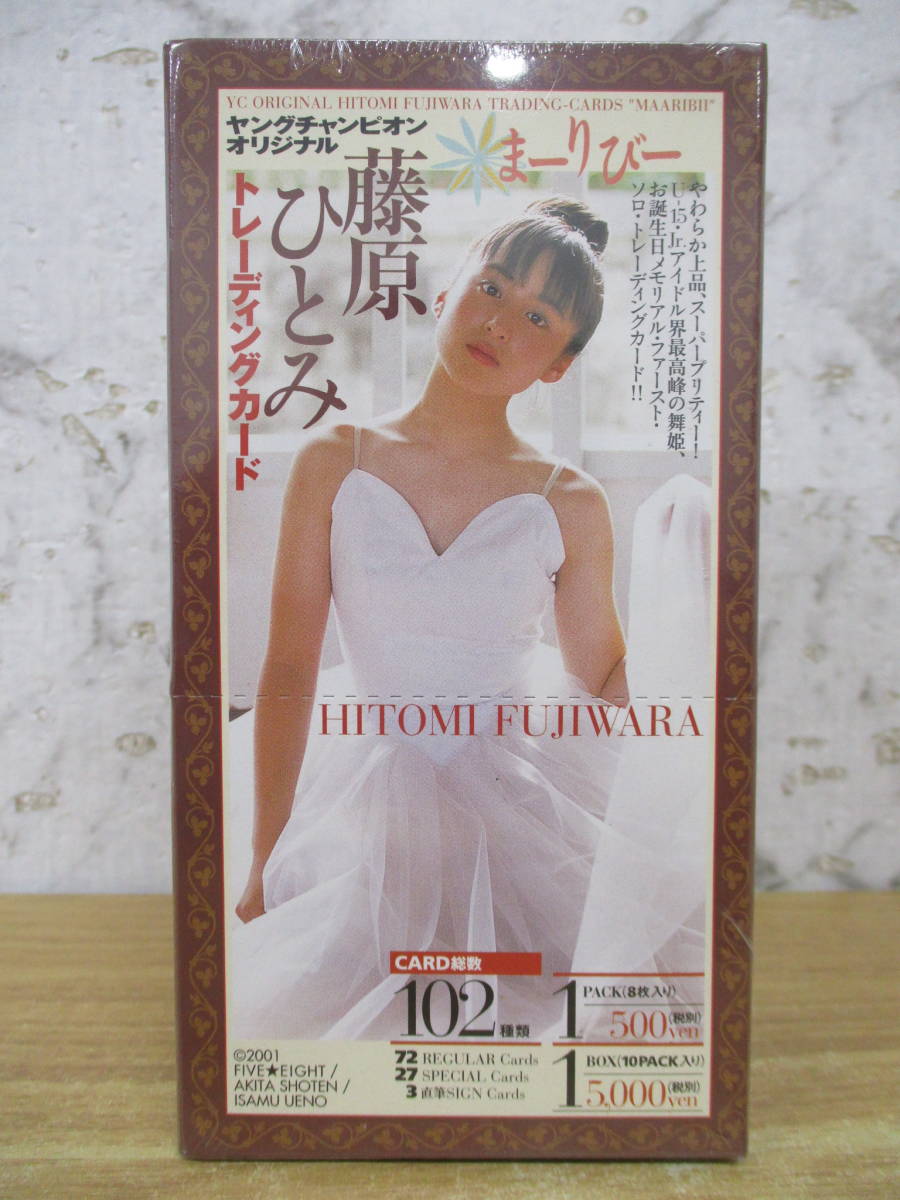 YC ORIGINAL HITOMI FUJIWARA TRADING-CARDS "MAARIBII"
ヤングチャンピオン
オリジナル
藤原
ひとみ
トレーディングカード
まーりびー
やわらか上品、スーパープリティー!
U-15・Jr.アイドル界最高峰の舞姫、
お誕生日メモリアル・ファースト・
ソロ・トレーディングカード!!
HITOMI FUJIWARA
CARD総数
102種類
72 REGULAR Cards
27 SPECIAL Cards
3 直筆SIGN Cards
1 PACK(8枚入り)
500yen(税別)
1 BOX(10PACK入り)
5,000yen(税別)
©2001
FIVE★EIGHT /
AKITA SHOTEN /
ISAMU UENO